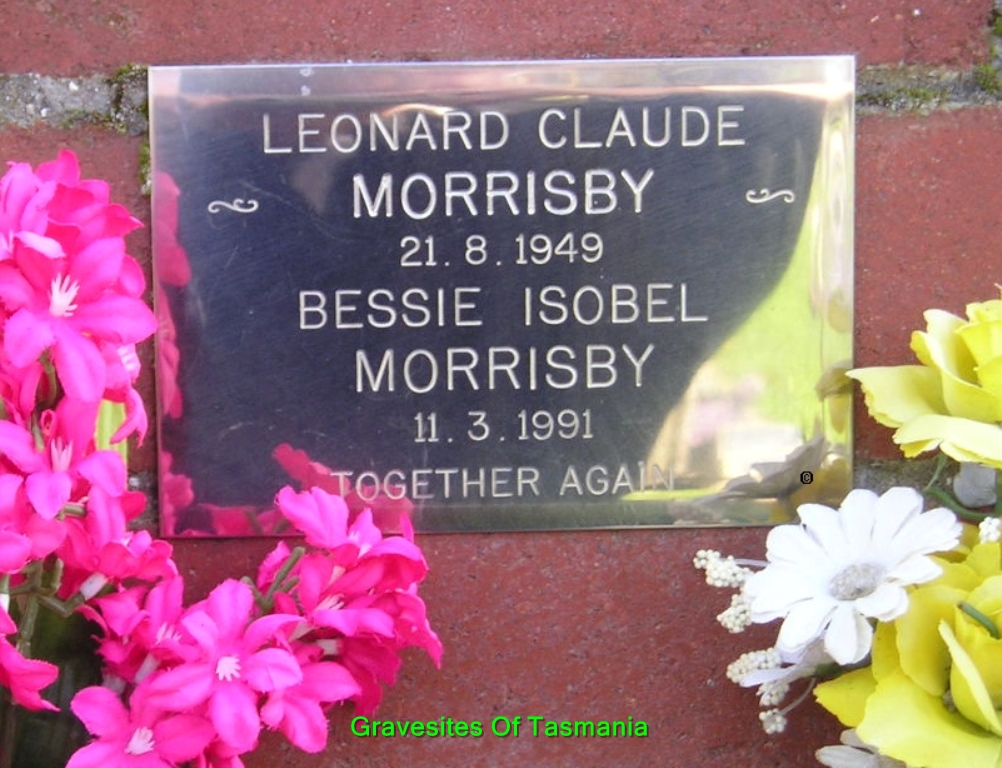 LEONARD CLAUDE
MORRISBY
21.8.1949
BESSIE ISOBEL
MORRISBY
11.3.1991
TOGETHER AGAIN
©
Gravesites Of Tasmania